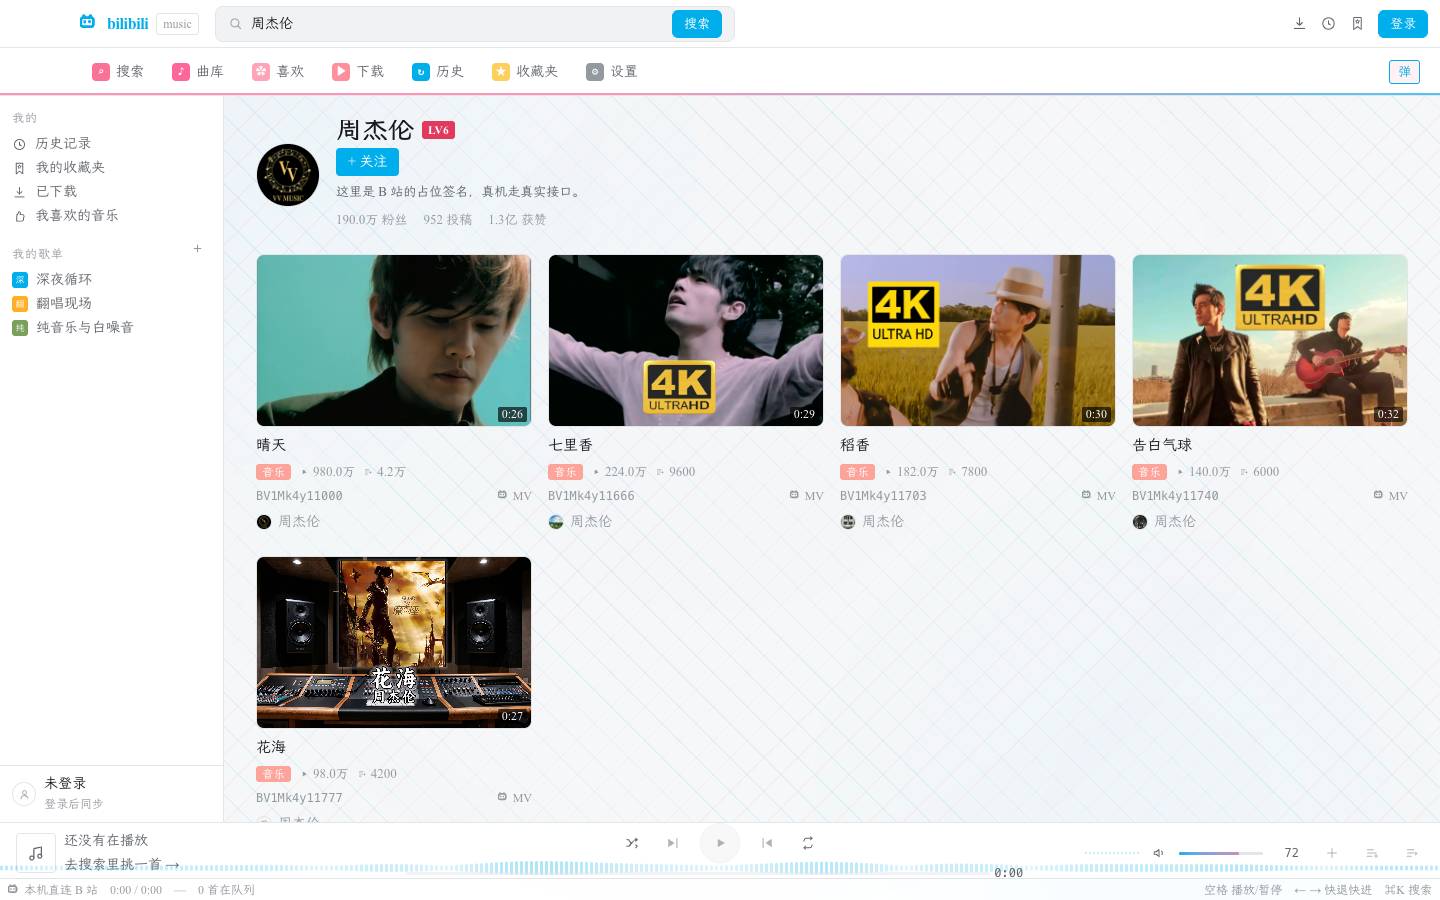 bilibili music 周杰伦 搜索 登录
搜索 曲库 喜欢 下载 历史 收藏夹 设置 弹
我的
历史记录
我的收藏夹
已下载
我喜欢的音乐
我的歌单 +
深 深夜循环
翻 翻唱现场
纯 纯音乐与白噪音
未登录
登录后同步
周杰伦 LV6
+ 关注
VV MUSIC
这里是 B 站的占位签名，真机走真实接口。
190.0万 粉丝 952 投稿 1.3亿 获赞
0:26
晴天
音乐 980.0万 4.2万
BV1Mk4y11000 MV
周杰伦
4K
ULTRAHD
0:29
七里香
音乐 224.0万 9600
BV1Mk4y11666 MV
周杰伦
4K
ULTRA HD
0:30
稻香
音乐 182.0万 7800
BV1Mk4y11703 MV
周杰伦
4K
ULTRAHD
0:32
告白气球
音乐 140.0万 6000
BV1Mk4y11740 MV
周杰伦
花海
周杰伦
0:27
花海
音乐 98.0万 4200
BV1Mk4y11777 MV
周杰伦
还没有在播放
去搜索里挑一首 →
0:00
72
本机直连 B 站 0:00 / 0:00 — 0 首在队列
空格 播放/暂停 ← → 快退快进 ⌘K 搜索